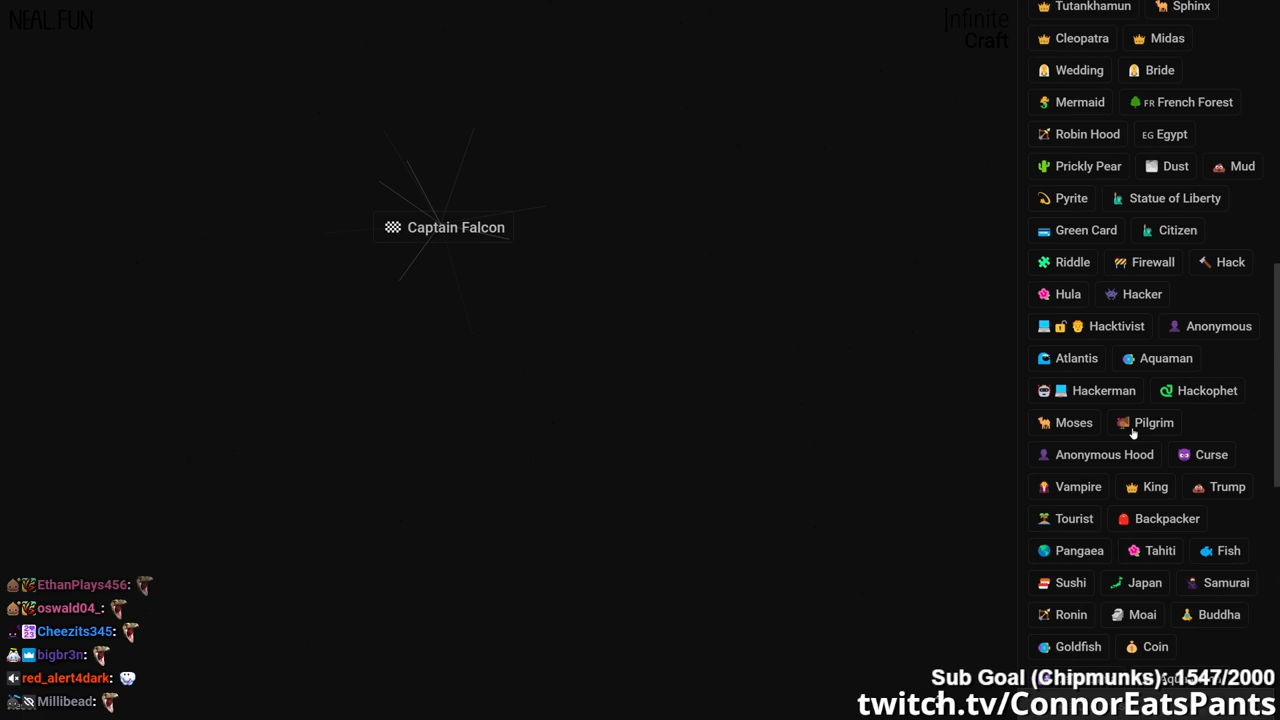 NEAL.FUN
Infinite
Craft
Captain Falcon
Tutankhamun Sphinx
Cleopatra Midas
Wedding Bride
Mermaid FR French Forest
Robin Hood EG Egypt
Prickly Pear Dust Mud
Pyrite Statue of Liberty
Green Card Citizen
Riddle Firewall Hack
Hula Hacker
Hacktivist Anonymous
Atlantis Aquaman
Hackerman Hackophet
Moses Pilgrim
Anonymous Hood Curse
Vampire King Trump
Tourist Backpacker
Pangaea Tahiti Fish
Sushi Japan Samurai
Ronin Moai Buddha
Goldfish Coin
EthanPlays456:
oswald04_:
Cheezits345:
bigbr3n:
red_alert4dark:
Millibead:
Sub Goal (Chipmunks): 1547/2000
twitch.tv/ConnorEatsPants